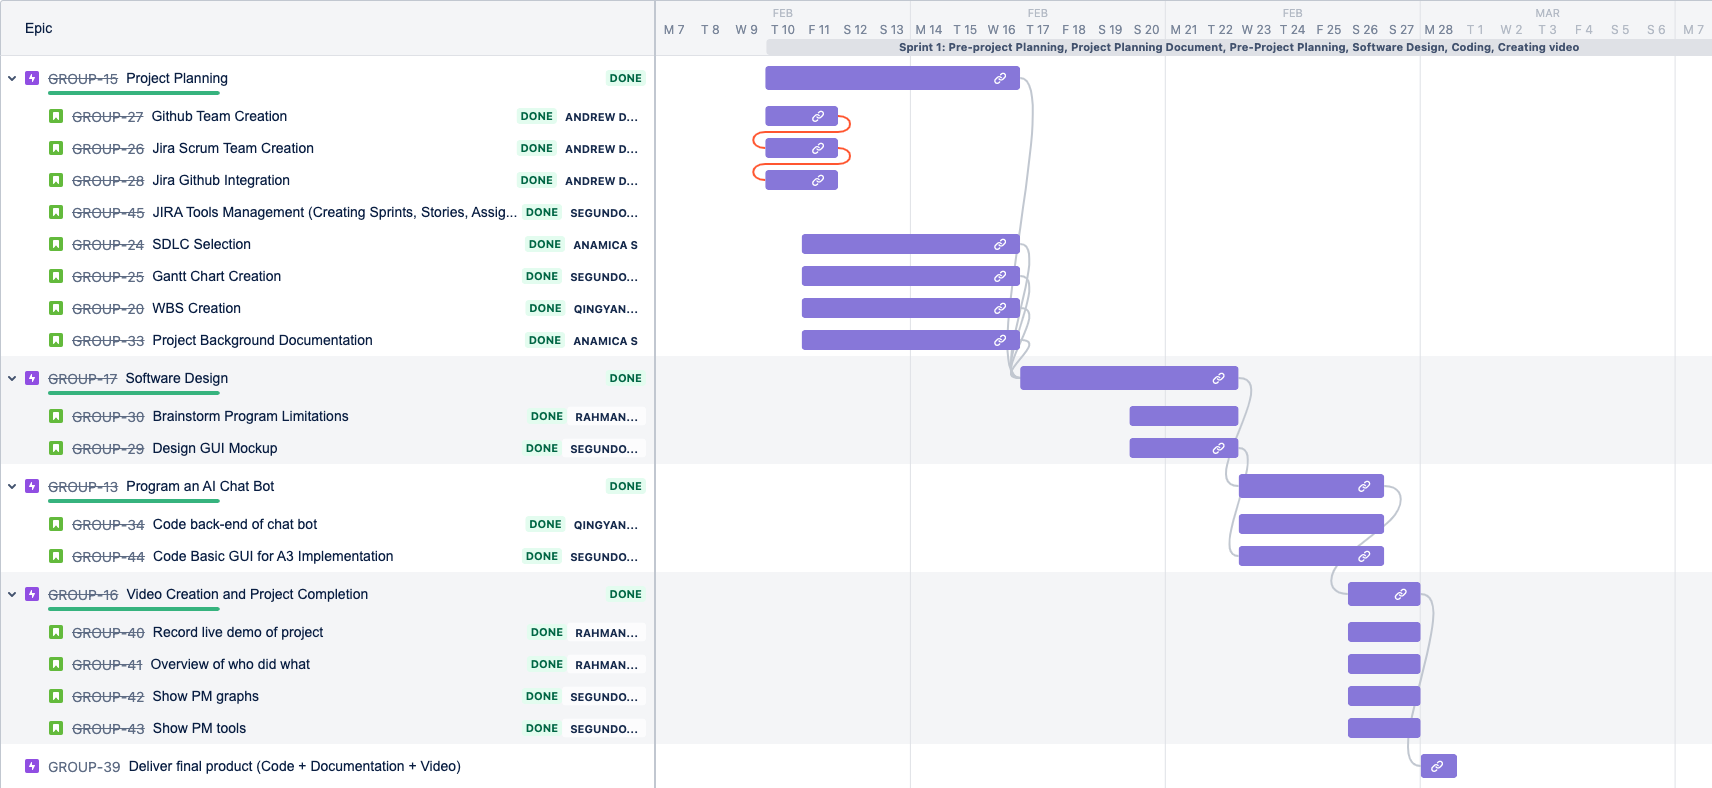 Epic
FEB FEB FEB MAR
M 7 T 8 W 9 T 10 F 11 S 12 S 13 M 14 T 15 W 16 T 17 F 18 S 19 S 20 M 21 T 22 W 23 T 24 F 25 S 26 S 27 M 28 T 1 W 2 T 3 F 4 S 5 S 6 M 7
Sprint 1: Pre-project Planning, Project Planning Document, Pre-Project Planning, Software Design, Coding, Creating video
GROUP-15 Project Planning DONE
GROUP-27 Github Team Creation DONE ANDREW D...
GROUP-26 Jira Scrum Team Creation DONE ANDREW D...
GROUP-28 Jira Github Integration DONE ANDREW D...
GROUP-45 JIRA Tools Management (Creating Sprints, Stories, Assig... DONE SEGUNDO...
GROUP-24 SDLC Selection DONE ANAMICA S
GROUP-25 Gantt Chart Creation DONE SEGUNDO...
GROUP-20 WBS Creation DONE QINGYAN...
GROUP-33 Project Background Documentation DONE ANAMICA S
GROUP-17 Software Design DONE
GROUP-30 Brainstorm Program Limitations DONE RAHMAN...
GROUP-29 Design GUI Mockup DONE SEGUNDO...
GROUP-13 Program an AI Chat Bot DONE
GROUP-34 Code back-end of chat bot DONE QINGYAN...
GROUP-44 Code Basic GUI for A3 Implementation DONE SEGUNDO...
GROUP-16 Video Creation and Project Completion DONE
GROUP-40 Record live demo of project DONE RAHMAN...
GROUP-41 Overview of who did what DONE RAHMAN...
GROUP-42 Show PM graphs DONE SEGUNDO...
GROUP-43 Show PM tools DONE SEGUNDO...
GROUP-39 Deliver final product (Code + Documentation + Video)